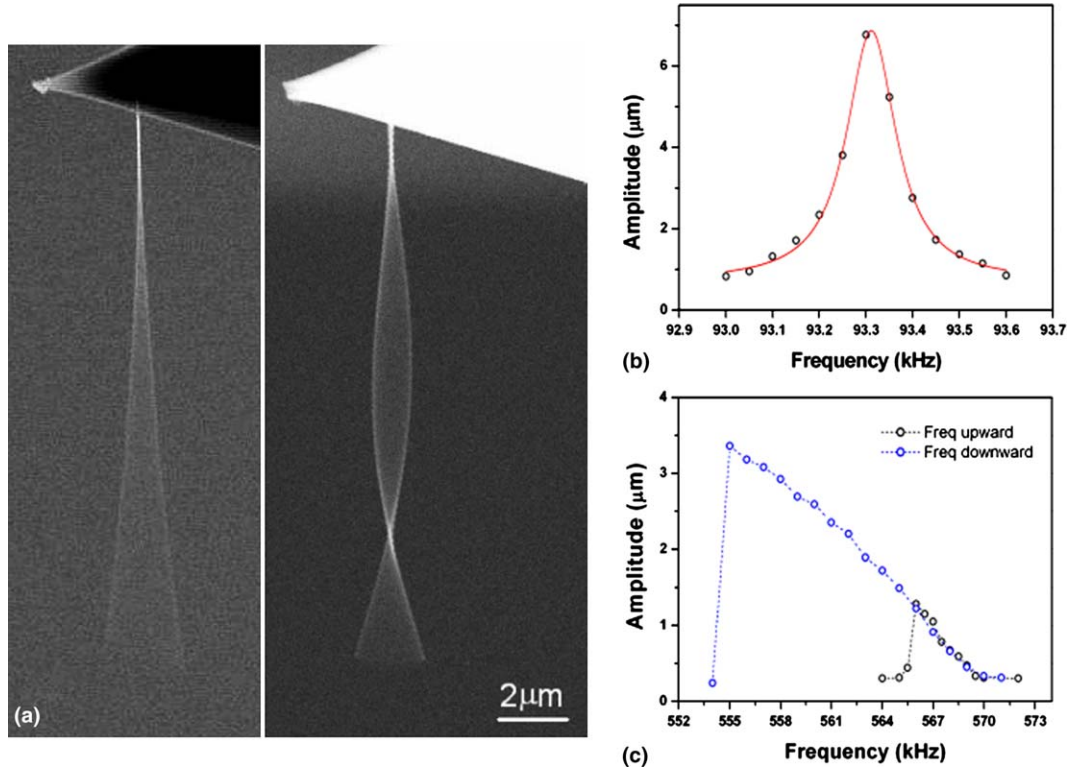 (a)
2μm
(b)
Amplitude (μm)
6
4
2
0
92.9 93.0 93.1 93.2 93.3 93.4 93.5 93.6 93.7
Frequency (kHz)
(c)
Amplitude (μm)
4
3
2
1
0
Freq upward
Freq downward
552 555 558 561 564 567 570 573
Frequency (kHz)